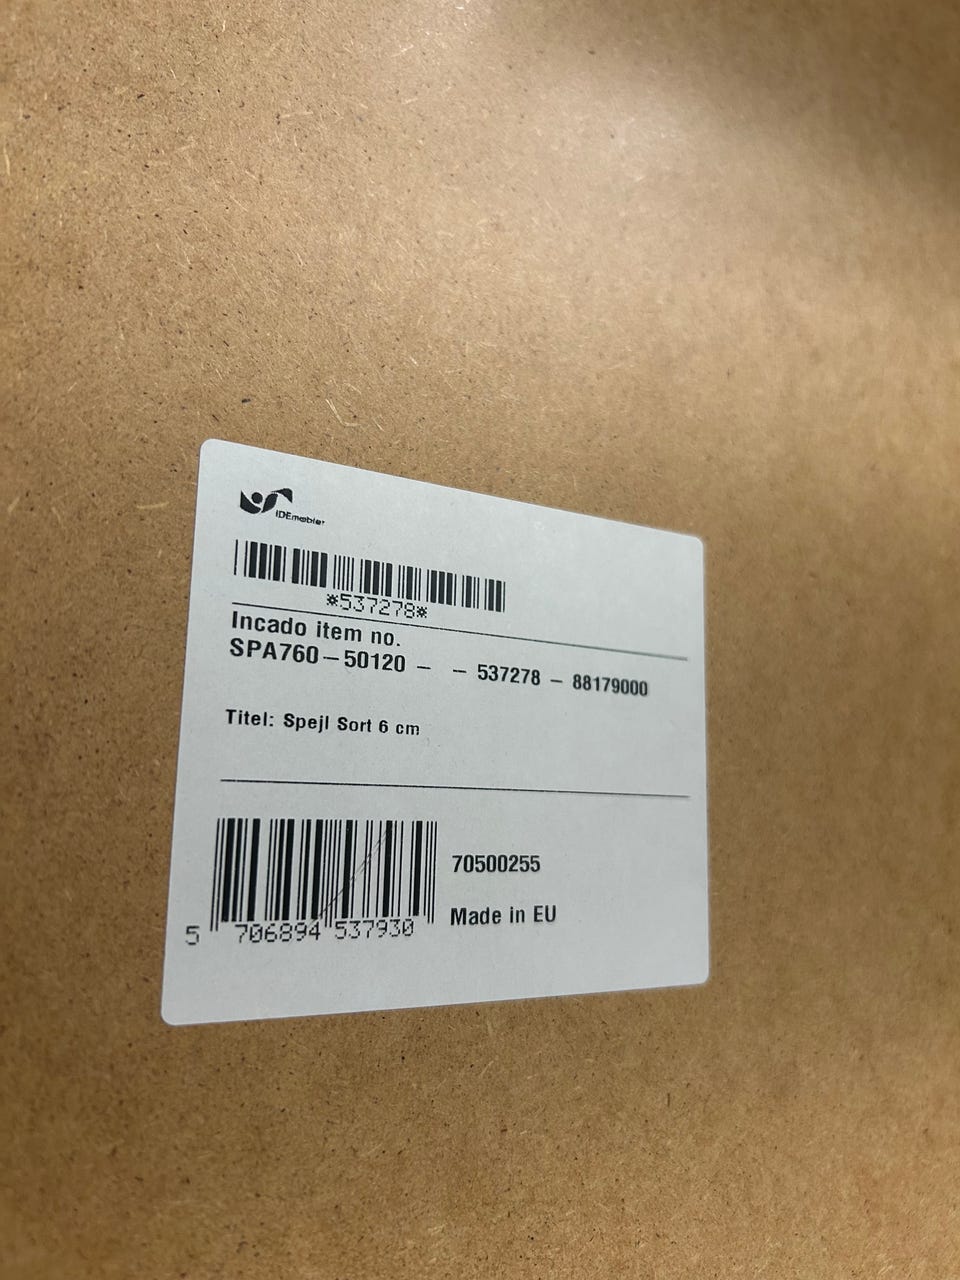 IDEmøbler
*537278*
Incado item no.
SPA760-50120 - - 537278 - 88179000
Titel: Spejl Sort 6 cm
5 706894 537930
70500255
Made in EU